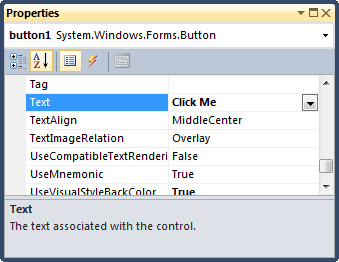 Properties
button1 System.Windows.Forms.Button
Tag
Text Click Me
TextAlign MiddleCenter
TextImageRelation Overlay
UseCompatibleTextRenderi False
UseMnemonic True
UseVisualStyleBackColor True
Text
The text associated with the control.